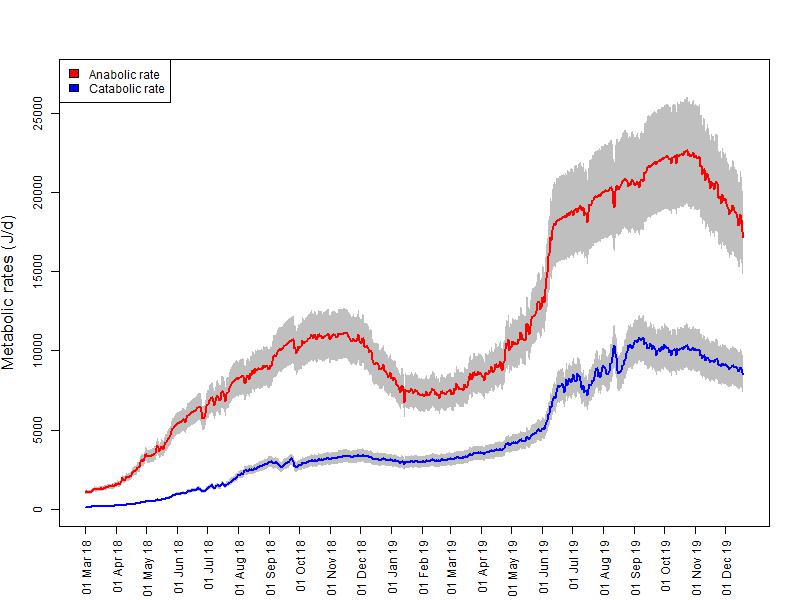 Anabolic rate
Catabolic rate
Metabolic rates (J/d)
25000
20000
15000
10000
5000
0
01 Mar 18
01 Apr 18
01 May 18
01 Jun 18
01 Jul 18
01 Aug 18
01 Sep 18
01 Oct 18
01 Nov 18
01 Dec 18
01 Jan 19
01 Feb 19
01 Mar 19
01 Apr 19
01 May 19
01 Jun 19
01 Jul 19
01 Aug 19
01 Sep 19
01 Oct 19
01 Nov 19
01 Dec 19